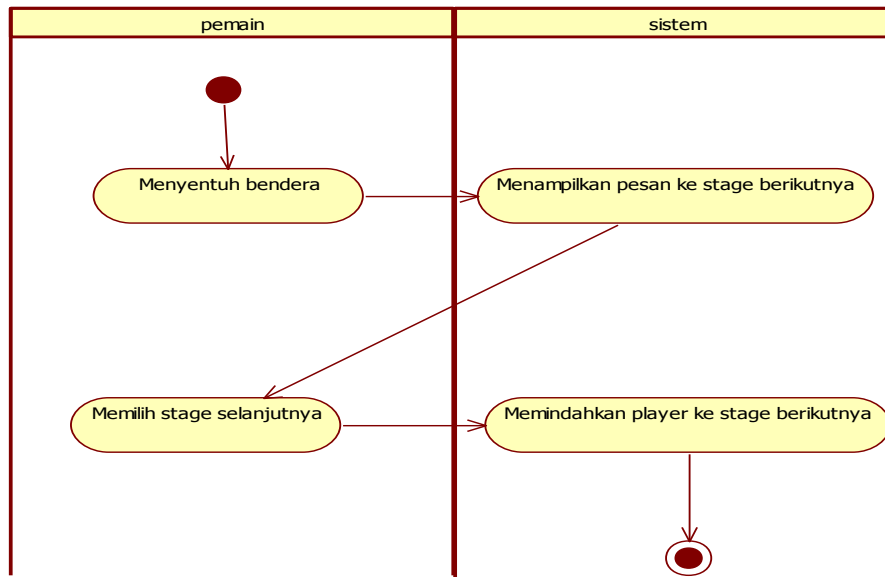 pemain
sistem
Menyentuh bendera
Menampilkan pesan ke stage berikutnya
Memilih stage selanjutnya
Memindahkan player ke stage berikutnya